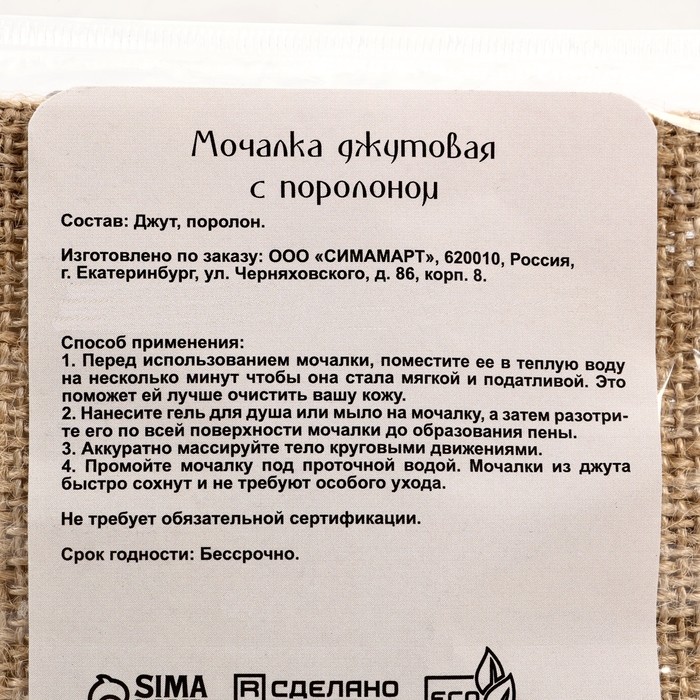 Мочалка джутовая
с поролоном
Состав: Джут, поролон.
Изготовлено по заказу: ООО «СИМАМАРТ», 620010, Россия,
г. Екатеринбург, ул. Черняховского, д. 86, корп. 8.
Способ применения:
1. Перед использованием мочалки, поместите ее в теплую воду
на несколько минут чтобы она стала мягкой и податливой. Это
поможет ей лучше очистить вашу кожу.
2. Нанесите гель для душа или мыло на мочалку, а затем разотри-
те его по всей поверхности мочалки до образования пены.
3. Аккуратно массируйте тело круговыми движениями.
4. Промойте мочалку под проточной водой. Мочалки из джута
быстро сохнут и не требуют особого ухода.
Не требует обязательной сертификации.
Срок годности: Бессрочно.
SIMA R СДЕЛАНО ECO